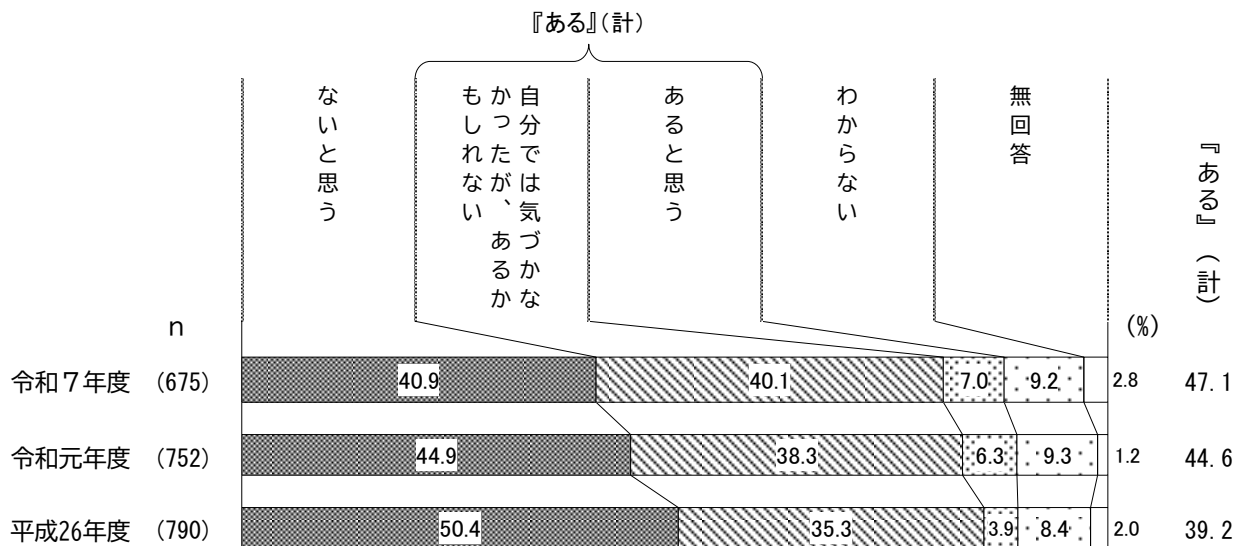 『ある』(計)
ないと思う
自分では気づかな
かったが、あるか
もしれない
あると思う
わからない
無回答
『ある』(計)
n
(%)
令和7年度 (675) 40.9 40.1 7.0 9.2 2.8 47.1
令和元年度 (752) 44.9 38.3 6.3 9.3 1.2 44.6
平成26年度 (790) 50.4 35.3 3.9 8.4 2.0 39.2